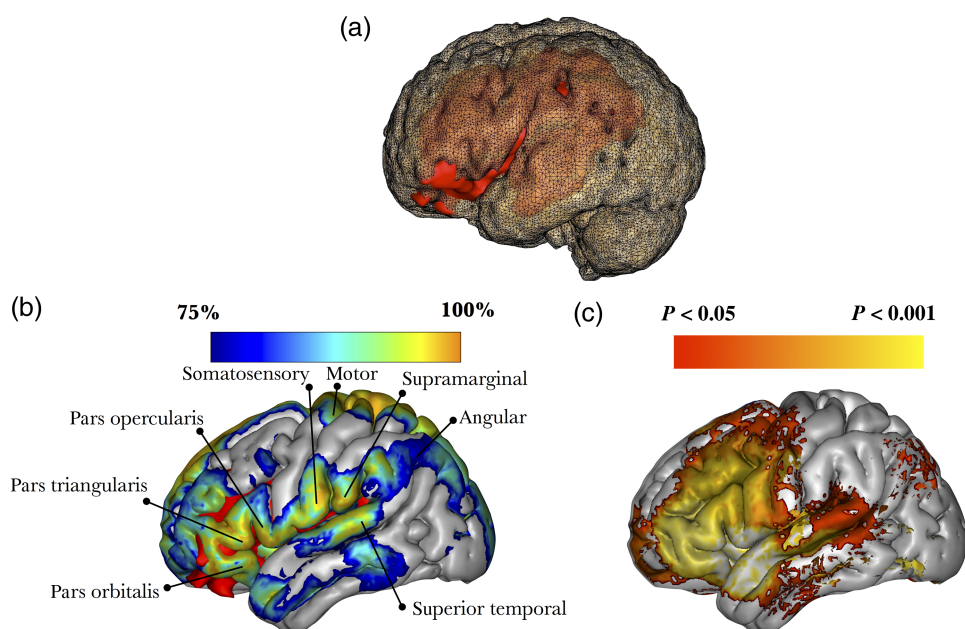 (a)
(b)
75%
100%
(c)
P < 0.05
P < 0.001
Somatosensory
Motor
Supramarginal
Pars opercularis
Angular
Pars triangularis
Pars orbitalis
Superior temporal